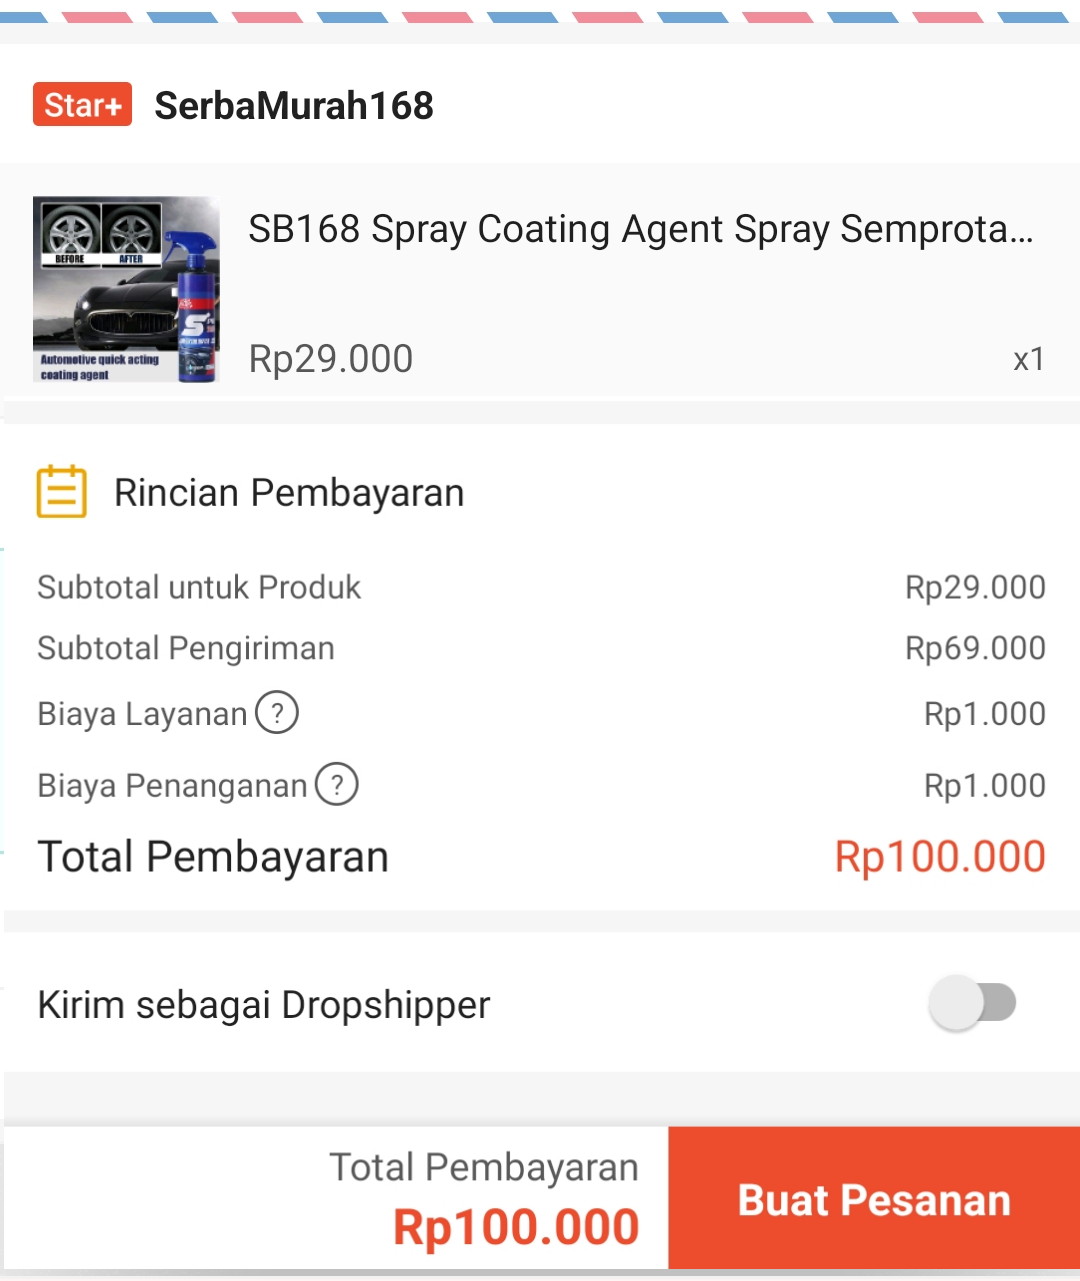 Star+ SerbaMurah168
BEFORE AFTER
Automotive quick acting
coating agent
SB168 Spray Coating Agent Spray Semprota...
Rp29.000 x1
Rincian Pembayaran
Subtotal untuk Produk Rp29.000
Subtotal Pengiriman Rp69.000
Biaya Layanan ? Rp1.000
Biaya Penanganan ? Rp1.000
Total Pembayaran Rp100.000
Kirim sebagai Dropshipper
Total Pembayaran
Rp100.000
Buat Pesanan